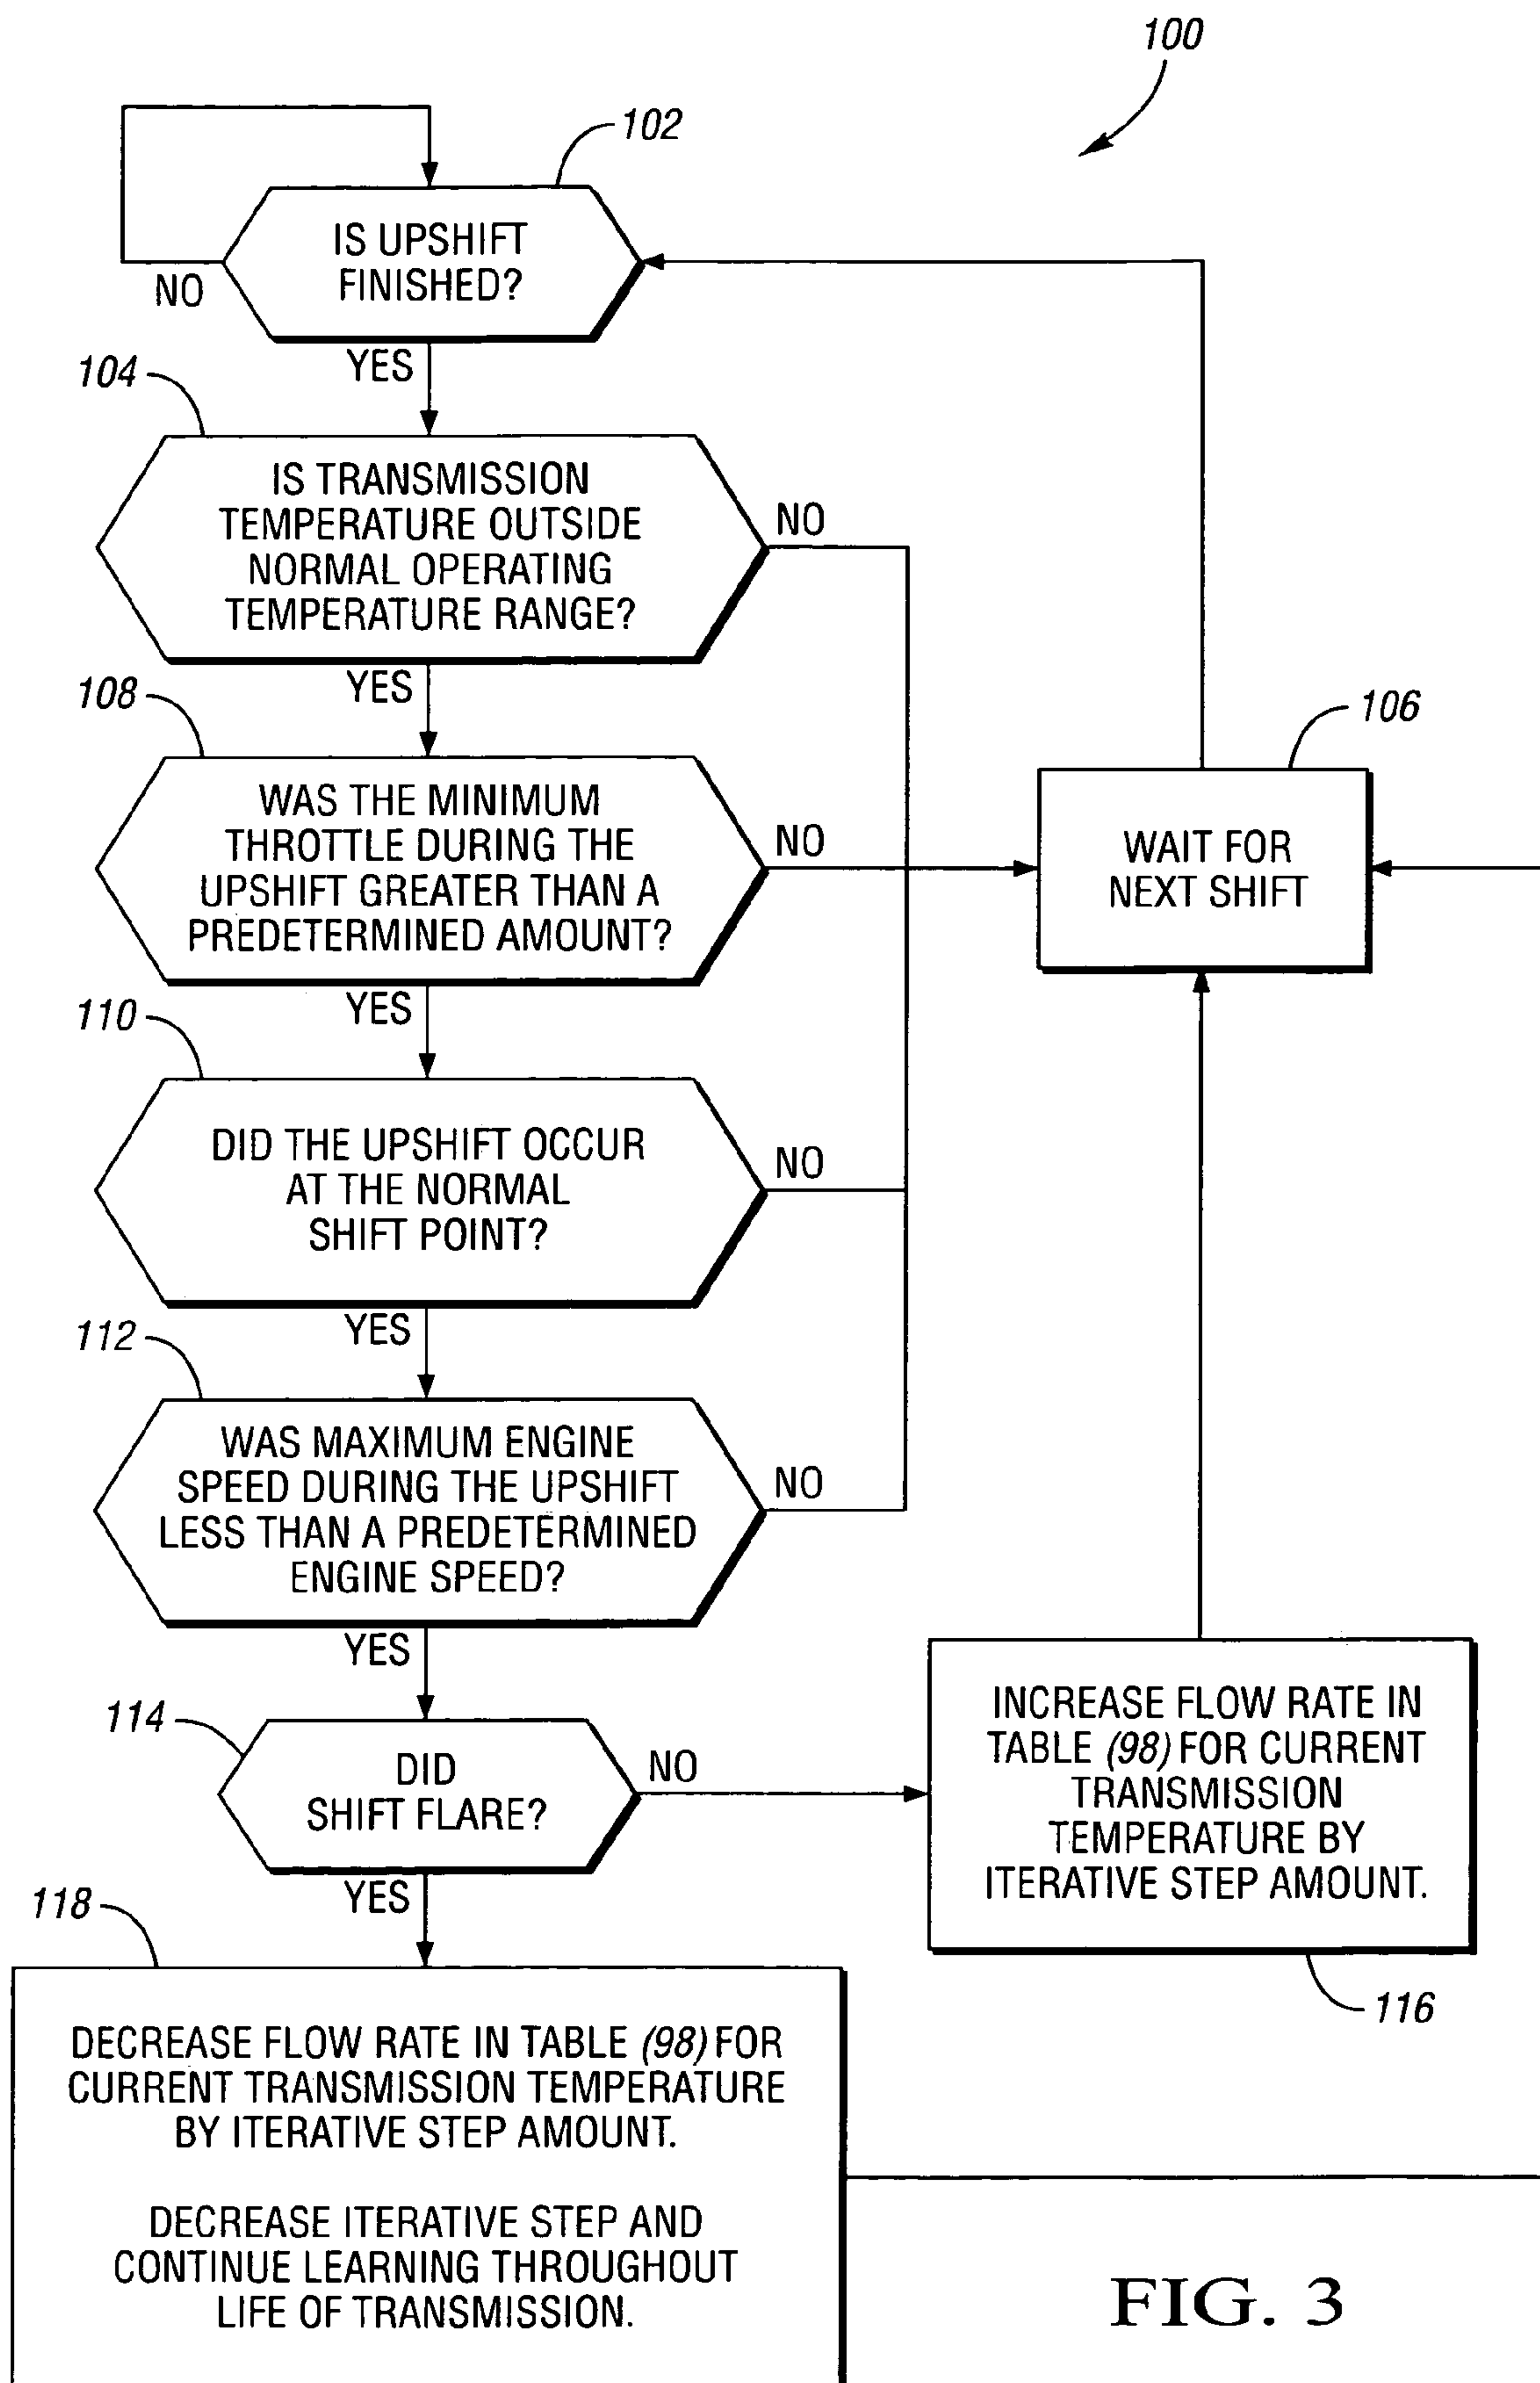 100
102
IS UPSHIFT
FINISHED?
NO
YES
104
IS TRANSMISSION
TEMPERATURE OUTSIDE
NORMAL OPERATING
TEMPERATURE RANGE?
NO
YES
108
WAS THE MINIMUM
THROTTLE DURING THE
UPSHIFT GREATER THAN A
PREDETERMINED AMOUNT?
NO
YES
106
WAIT FOR
NEXT SHIFT
110
DID THE UPSHIFT OCCUR
AT THE NORMAL
SHIFT POINT?
NO
YES
112
WAS MAXIMUM ENGINE
SPEED DURING THE UPSHIFT
LESS THAN A PREDETERMINED
ENGINE SPEED?
NO
YES
114
DID
SHIFT FLARE?
NO
YES
INCREASE FLOW RATE IN
TABLE (98) FOR CURRENT
TRANSMISSION
TEMPERATURE BY
ITERATIVE STEP AMOUNT.
116
118
DECREASE FLOW RATE IN TABLE (98) FOR
CURRENT TRANSMISSION TEMPERATURE
BY ITERATIVE STEP AMOUNT.
DECREASE ITERATIVE STEP AND
CONTINUE LEARNING THROUGHOUT
LIFE OF TRANSMISSION.
FIG. 3